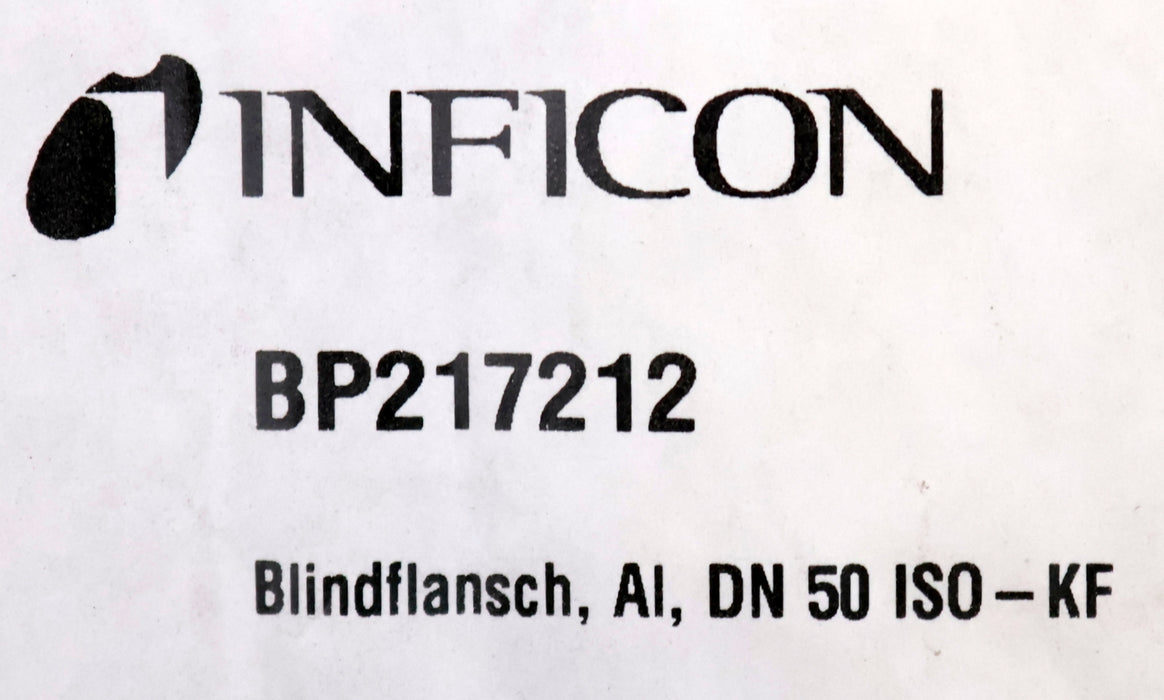 INFICON
BP217212
Blindflansch, Al, DN 50 ISO – KF